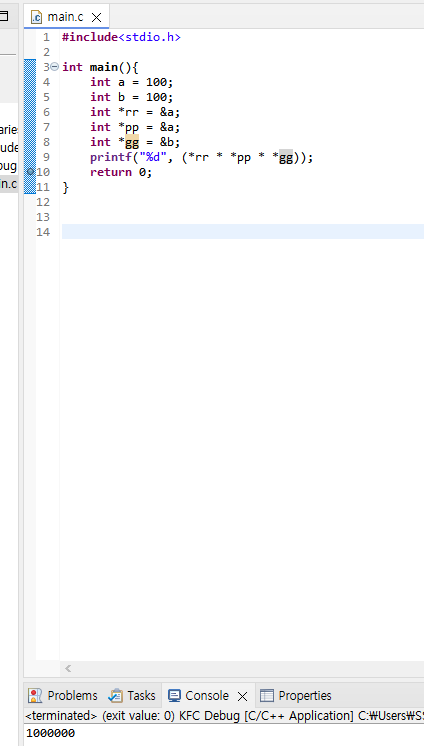 main.c
1 #include<stdio.h>
2
3 int main(){
4 int a = 100;
5 int b = 100;
6 int *rr = &a;
7 int *pp = &a;
8 int *gg = &b;
9 printf("%d", (*rr * *pp * *gg));
10 return 0;
11 }
12
13
14
arie
ude
bug
in.c
Problems Tasks Console Properties
<terminated> (exit value: 0) KFC Debug [C/C++ Application] C:₩Users₩S
1000000